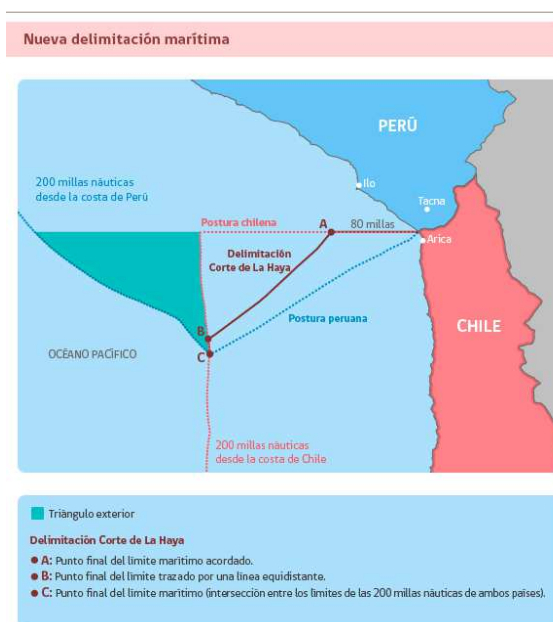 Nueva delimitación marítima
PERÚ
200 millas náuticas
desde la costa de Perú
Ilo
Tacna
Postura chilena
A
80 millas
Arica
Delimitación
Corte de La Haya
Postura peruana
CHILE
B
OCÉANO PACÍFICO
C
200 millas náuticas
desde la costa de Chile
Triángulo exterior
Delimitación Corte de La Haya
A: Punto final del límite marítimo acordado.
B: Punto final del límite trazado por una línea equidistante.
C: Punto final del límite marítimo (intersección entre los límites de las 200 millas náuticas de ambos países).